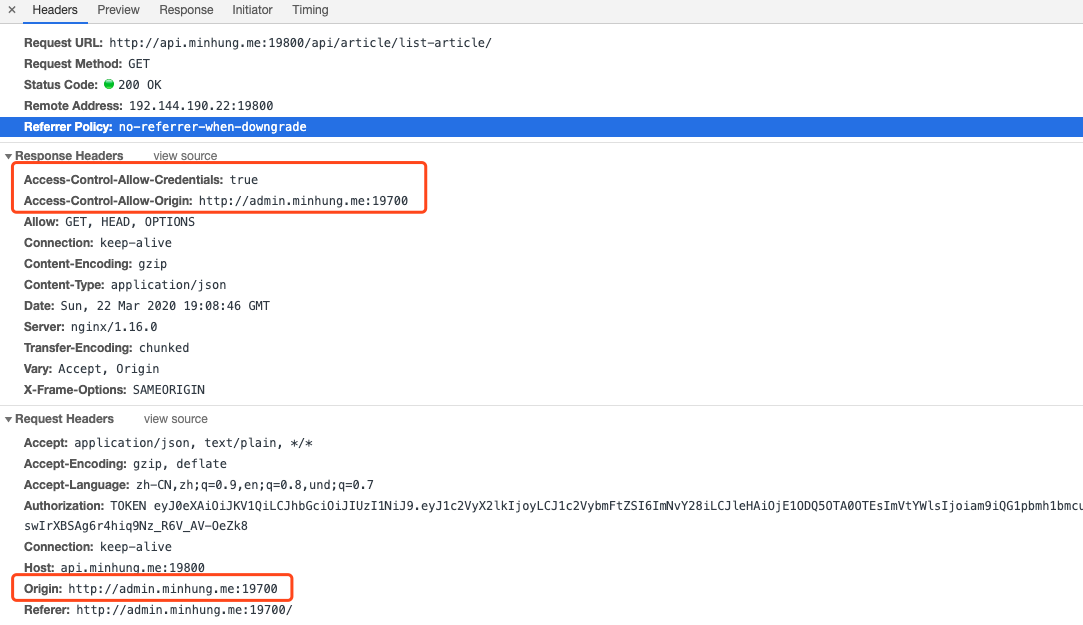 × Headers Preview Response Initiator Timing
Request URL: http://api.minhung.me:19800/api/article/list-article/
Request Method: GET
Status Code: 200 OK
Remote Address: 192.144.190.22:19800
Referrer Policy: no-referrer-when-downgrade
Response Headers view source
Access-Control-Allow-Credentials: true
Access-Control-Allow-Origin: http://admin.minhung.me:19700
Allow: GET, HEAD, OPTIONS
Connection: keep-alive
Content-Encoding: gzip
Content-Type: application/json
Date: Sun, 22 Mar 2020 19:08:46 GMT
Server: nginx/1.16.0
Transfer-Encoding: chunked
Vary: Accept, Origin
X-Frame-Options: SAMEORIGIN
Request Headers view source
Accept: application/json, text/plain, */*
Accept-Encoding: gzip, deflate
Accept-Language: zh-CN,zh;q=0.9,en;q=0.8,und;q=0.7
Authorization: TOKEN eyJ0eXAiOiJKV1QiLCJhbGciOiJIUzI1NiJ9.eyJ1c2VyX2lkIjoyLCJ1c2VybmFtZSI6ImNvY28iLCJleHAiOjE1ODQ5OTA0OTEsImVtYWlsIjoiam9iQG1pbmh1bmcu
swIrXBSAg6r4hiq9Nz_R6V_AV-OeZk8
Connection: keep-alive
Host: api.minhung.me:19800
Origin: http://admin.minhung.me:19700
Referer: http://admin.minhung.me:19700/